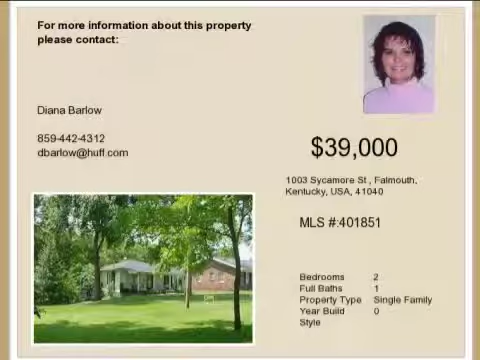 For more information about this property
please contact:
Diana Barlow
859-442-4312
dbarlow@huff.com
$39,000
1003 Sycamore St , Falmouth,
Kentucky, USA, 41040
MLS #:401851
Bedrooms 2
Full Baths 1
Property Type Single Family
Year Build 0
Style